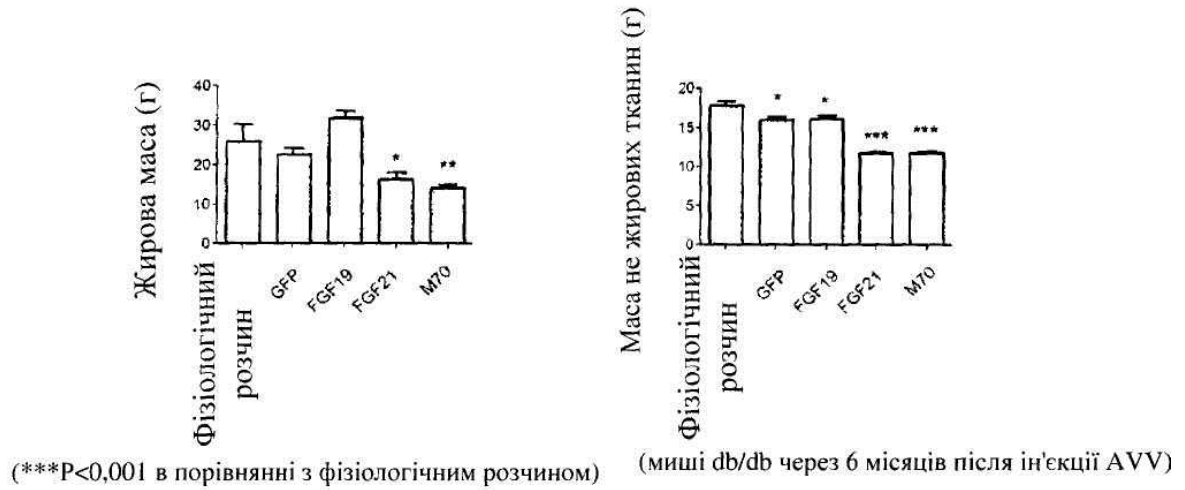 Жирова маса (г)
40
30
20
10
0
Фізіологічний
розчин
GFP
FGF19
FGF21
M70
*
**
(***P<0,001 в порівнянні з фізіологічним розчином)
Маса не жирових тканин (г)
20
15
10
5
0
*
*
***
***
Фізіологічний
розчин
GFP
FGF19
FGF21
M70
(миші db/db через 6 місяців після ін'єкції AVV)